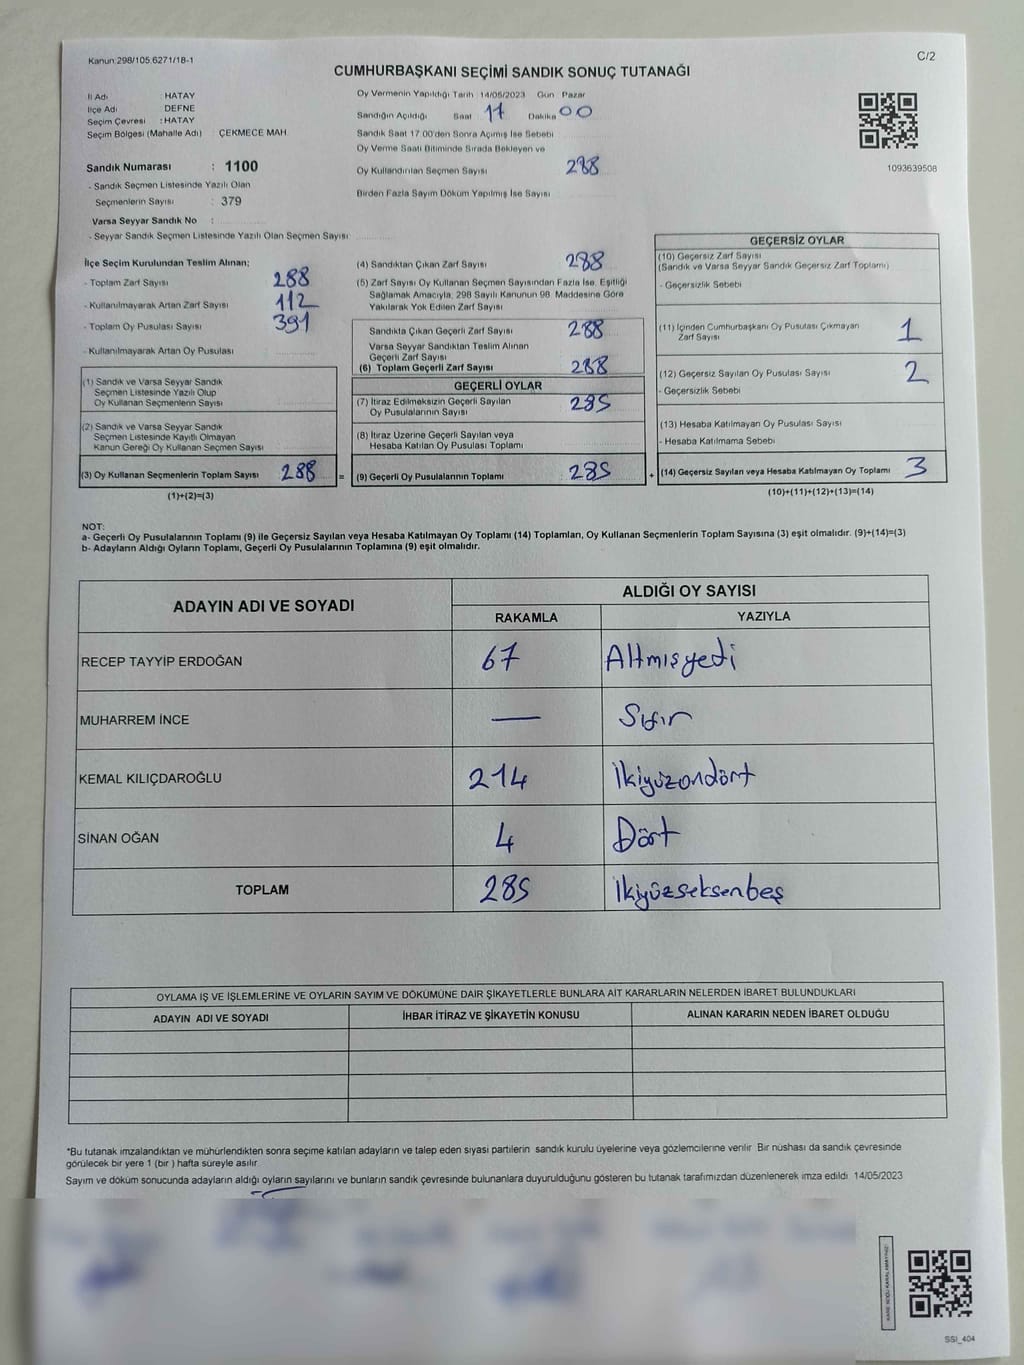 Kanun:298/105.6271/18-1
C/2
CUMHURBAŞKANI SEÇİMİ SANDIK SONUÇ TUTANAĞI
İl Adı : HATAY
İlçe Adı : DEFNE
Seçim Çevresi : HATAY
Seçim Bölgesi (Mahalle Adı) : ÇEKMECE MAH
Sandık Numarası : 1100
- Sandık Seçmen Listesinde Yazılı Olan
Seçmenlerin Sayısı : 379
Varsa Seyyar Sandık No :
- Seyyar Sandık Seçmen Listesinde Yazılı Olan Seçmen Sayısı:
Oy Vermenin Yapıldığı Tarih 14/05/2023 Gün Pazar
Sandığın Açıldığı Saat 17 Dakika 00
Sandık Saat 17.00'den Sonra Açımış İse Sebebi
Oy Verme Saati Bitiminde Sırada Bekleyen ve
Oy Kullandırılan Seçmen Sayısı 288
Birden Fazla Sayım Döküm Yapılmış İse Sayısı
1093639508
İlçe Seçim Kurulundan Teslim Alınan;
- Toplam Zarf Sayısı 288
- Kullanılmayarak Artan Zarf Sayısı 112
- Toplam Oy Pusulası Sayısı 391
- Kullanılmayarak Artan Oy Pusulası
(1) Sandık ve Varsa Seyyar Sandık
Seçmen Listesinde Yazılı Olup
Oy Kullanan Seçmenlerin Sayısı
(2) Sandık ve Varsa Seyyar Sandık
Seçmen Listesinde Kayıtlı Olmayan
Kanun Gereği Oy Kullanan Seçmen Sayısı
(3) Oy Kullanan Seçmenlerin Toplam Sayısı 288 =
(1)+(2)=(3)
(4) Sandıktan Çıkan Zarf Sayısı 288
(5) Zarf Sayısı Oy Kullanan Seçmen Sayısından Fazla İse, Eşitliği
Sağlamak Amacıyla, 298 Sayılı Kanunun 98. Maddesine Göre
Yakılarak Yok Edilen Zarf Sayısı
Sandıkta Çıkan Geçerli Zarf Sayısı 288
Varsa Seyyar Sandıktan Teslim Alınan
Geçerli Zarf Sayısı
(6) Toplam Geçerli Zarf Sayısı 288
GEÇERLİ OYLAR
(7) İtiraz Edilmeksizin Geçerli Sayılan
Oy Pusulalarının Sayısı 285
(8) İtiraz Üzerine Geçerli Sayılan veya
Hesaba Katılan Oy Pusulası Toplamı
(9) Geçerli Oy Pusulalarının Toplamı 285 +
GEÇERSİZ OYLAR
(10) Geçersiz Zarf Sayısı
(Sandık ve Varsa Seyyar Sandık Geçersiz Zarf Toplamı)
- Geçersizlik Sebebi
(11) İçinden Cumhurbaşkanı Oy Pusulası Çıkmayan
Zarf Sayısı 1
(12) Geçersiz Sayılan Oy Pusulası Sayısı 2
- Geçersizlik Sebebi
(13) Hesaba Katılmayan Oy Pusulası Sayısı
- Hesaba Katılmama Sebebi
(14) Geçersiz Sayılan veya Hesaba Katılmayan Oy Toplamı 3
(10)+(11)+(12)+(13)=(14)
NOT:
a- Geçerli Oy Pusulalarının Toplamı (9) ile Geçersiz Sayılan veya Hesaba Katılmayan Oy Toplamı (14) Toplamları, Oy Kullanan Seçmenlerin Toplam Sayısına (3) eşit olmalıdır. (9)+(14)=(3)
b- Adayların Aldığı Oyların Toplamı, Geçerli Oy Pusulalarının Toplamına (9) eşit olmalıdır.
ADAYIN ADI VE SOYADI ALDIĞI OY SAYISI
RAKAMLA YAZIYLA
RECEP TAYYİP ERDOĞAN 67 Altmışyedi
MUHARREM İNCE — Sıfır
KEMAL KILIÇDAROĞLU 214 İkiyüzondört
SİNAN OĞAN 4 Dört
TOPLAM 285 İkiyüzseksenbeş
OYLAMA İŞ VE İŞLEMLERİNE VE OYLARIN SAYIM VE DÖKÜMÜNE DAİR ŞİKAYETLERLE BUNLARA AİT KARARLARIN NELERDEN İBARET BULUNDUKLARI
ADAYIN ADI VE SOYADI İHBAR İTİRAZ VE ŞİKAYETİN KONUSU ALINAN KARARIN NEDEN İBARET OLDUĞU
*Bu tutanak imzalandıktan ve mühürlendikten sonra seçime katılan adayların ve talep eden siyasi partilerin sandık kurulu üyelerine veya gözlemcilerine verilir. Bir nüshası da sandık çevresinde
görülecek bir yere 1 (bir ) hafta süreyle asılır.
Sayım ve döküm sonucunda adayların aldığı oyların sayılarını ve bunların sandık çevresinde bulunanlara duyurulduğunu gösteren bu tutanak tarafımızdan düzenlenerek imza edildi. 14/05/2023
SSI_404